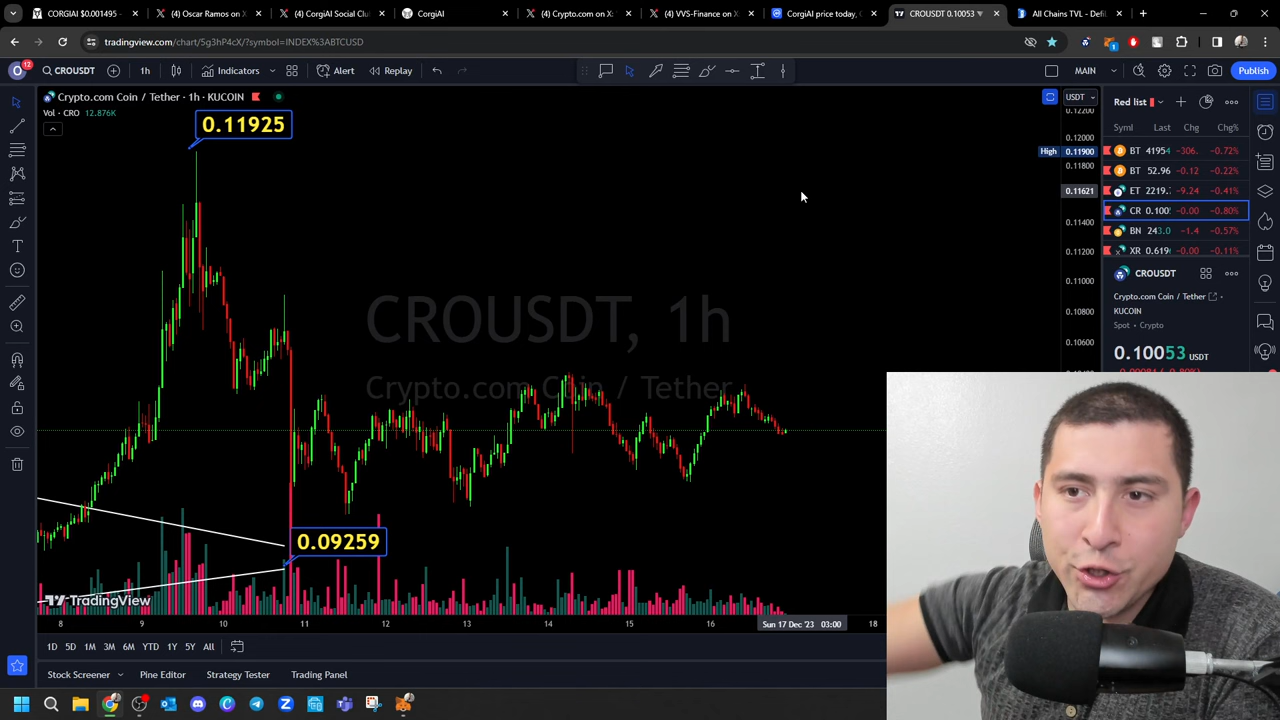 CORGIAI $0.001495
(4) Oscar Ramos on X
(4) CorgiAI Social Clu
CorgiAI
(4) Crypto.com on X:
(4) VVS-Finance on X
CorgiAI price today, C
CROUSDT 0.10053
All Chains TVL - DefiL
tradingview.com/chart/5g3hP4cX/?symbol=INDEX%3ABTCUSD
O
12
CROUSDT
1h
Indicators
Alert
Replay
MAIN
Publish
Crypto.com Coin / Tether · 1h · KUCOIN
Vol · CRO 12.876K
USDT
Red list
Symbl Last Chg Chg%
0.11925
0.12200
0.12000
High 0.11900
0.11800
0.11621
0.11400
0.11200
0.11000
0.10800
0.10600
BT 41954 −306. −0.72%
BT 52.96 −0.12 −0.22%
ET 2219. −9.24 −0.41%
CR 0.100 −0.00 −0.80%
BN 243.0 −1.4 −0.57%
XR 0.619 −0.00 −0.11%
CROUSDT
Crypto.com Coin / Tether
KUCOIN
Spot • Crypto
0.10053 USDT
CROUSDT, 1h
Crypto.com Coin / Tether
0.09259
TradingView
8 9 10 11 12 13 14 15 16 Sun 17 Dec '23 03:00 18
1D 5D 1M 3M 6M YTD 1Y 5Y All
Stock Screener Pine Editor Strategy Tester Trading Panel